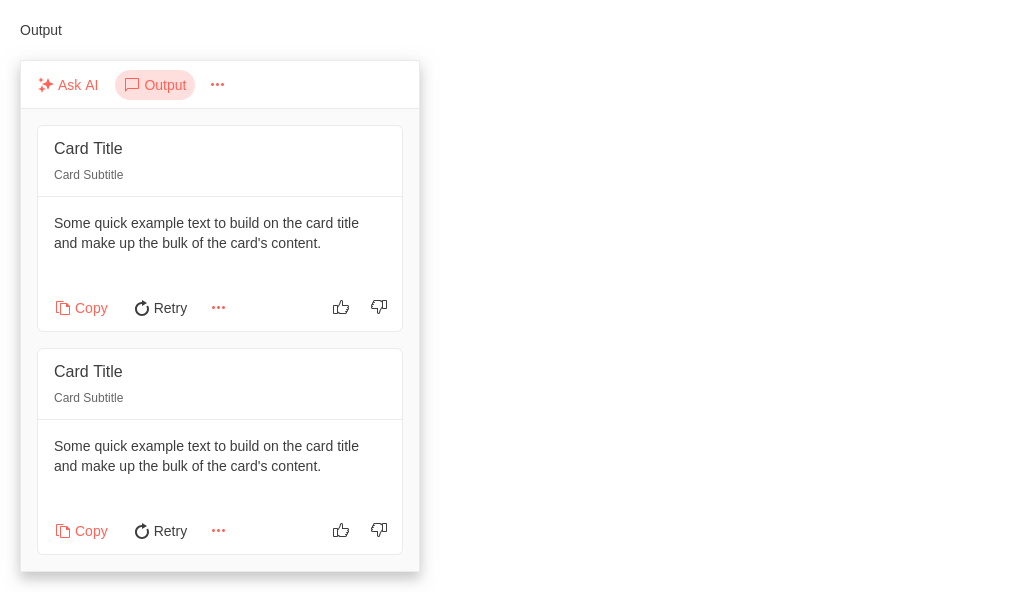 Output
Ask AI Output
Card Title
Card Subtitle
Some quick example text to build on the card title
and make up the bulk of the card's content.
Copy Retry
Card Title
Card Subtitle
Some quick example text to build on the card title
and make up the bulk of the card's content.
Copy Retry